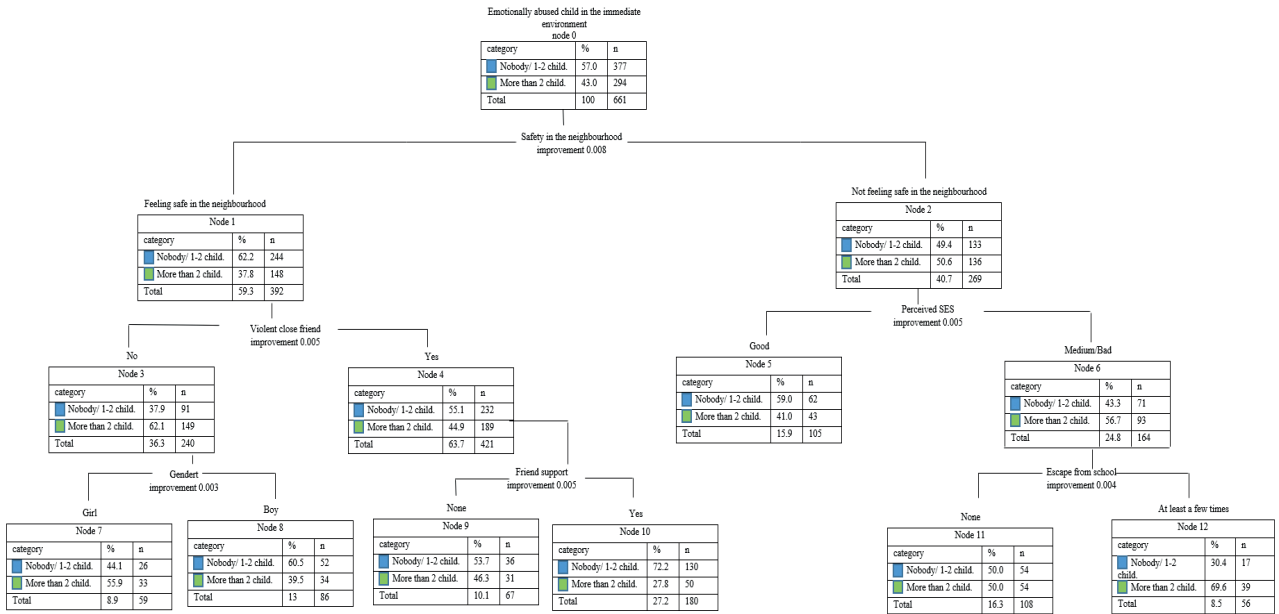 Emotionally abused child in the immediate
environment
node 0
category % n
Nobody/ 1-2 child. 57.0 377
More than 2 child. 43.0 294
Total 100 661
Safety in the neighbourhood
improvement 0.008
Feeling safe in the neighbourhood
Node 1
category % n
Nobody/ 1-2 child. 62.2 244
More than 2 child. 37.8 148
Total 59.3 392
Not feeling safe in the neighbourhood
Node 2
category % n
Nobody/ 1-2 child. 49.4 133
More than 2 child. 50.6 136
Total 40.7 269
Violent close friend
improvement 0.005
Perceived SES
improvement 0.005
No
Node 3
category % n
Nobody/ 1-2 child. 37.9 91
More than 2 child. 62.1 149
Total 36.3 240
Yes
Node 4
category % n
Nobody/ 1-2 child. 55.1 232
More than 2 child. 44.9 189
Total 63.7 421
Good
Node 5
category % n
Nobody/ 1-2 child. 59.0 62
More than 2 child. 41.0 43
Total 15.9 105
Medium/Bad
Node 6
category % n
Nobody/ 1-2 child. 43.3 71
More than 2 child. 56.7 93
Total 24.8 164
Gendert
improvement 0.003
Friend support
improvement 0.005
Escape from school
improvement 0.004
Girl
Node 7
category % n
Nobody/ 1-2 child. 44.1 26
More than 2 child. 55.9 33
Total 8.9 59
Boy
Node 8
category % n
Nobody/ 1-2 child. 60.5 52
More than 2 child. 39.5 34
Total 13 86
None
Node 9
category % n
Nobody/ 1-2 child. 53.7 36
More than 2 child. 46.3 31
Total 10.1 67
Yes
Node 10
category % n
Nobody/ 1-2 child. 72.2 130
More than 2 child. 27.8 50
Total 27.2 180
None
Node 11
category % n
Nobody/ 1-2 child. 50.0 54
More than 2 child. 50.0 54
Total 16.3 108
At least a few times
Node 12
category % n
Nobody/ 1-2 30.4 17
child.
More than 2 child. 69.6 39
Total 8.5 56